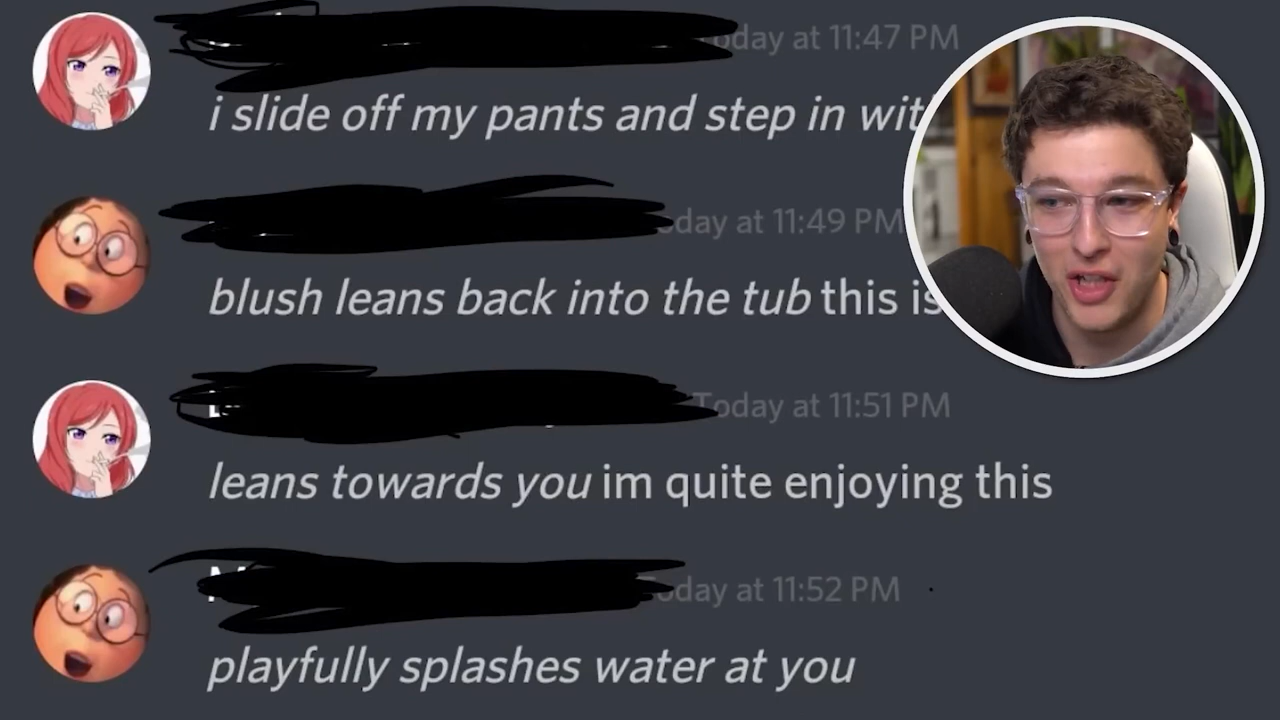 oday at 11:47 PM
i slide off my pants and step in wit
oday at 11:49 PM
blush leans back into the tub this is
Today at 11:51 PM
leans towards you im quite enjoying this
oday at 11:52 PM
playfully splashes water at you